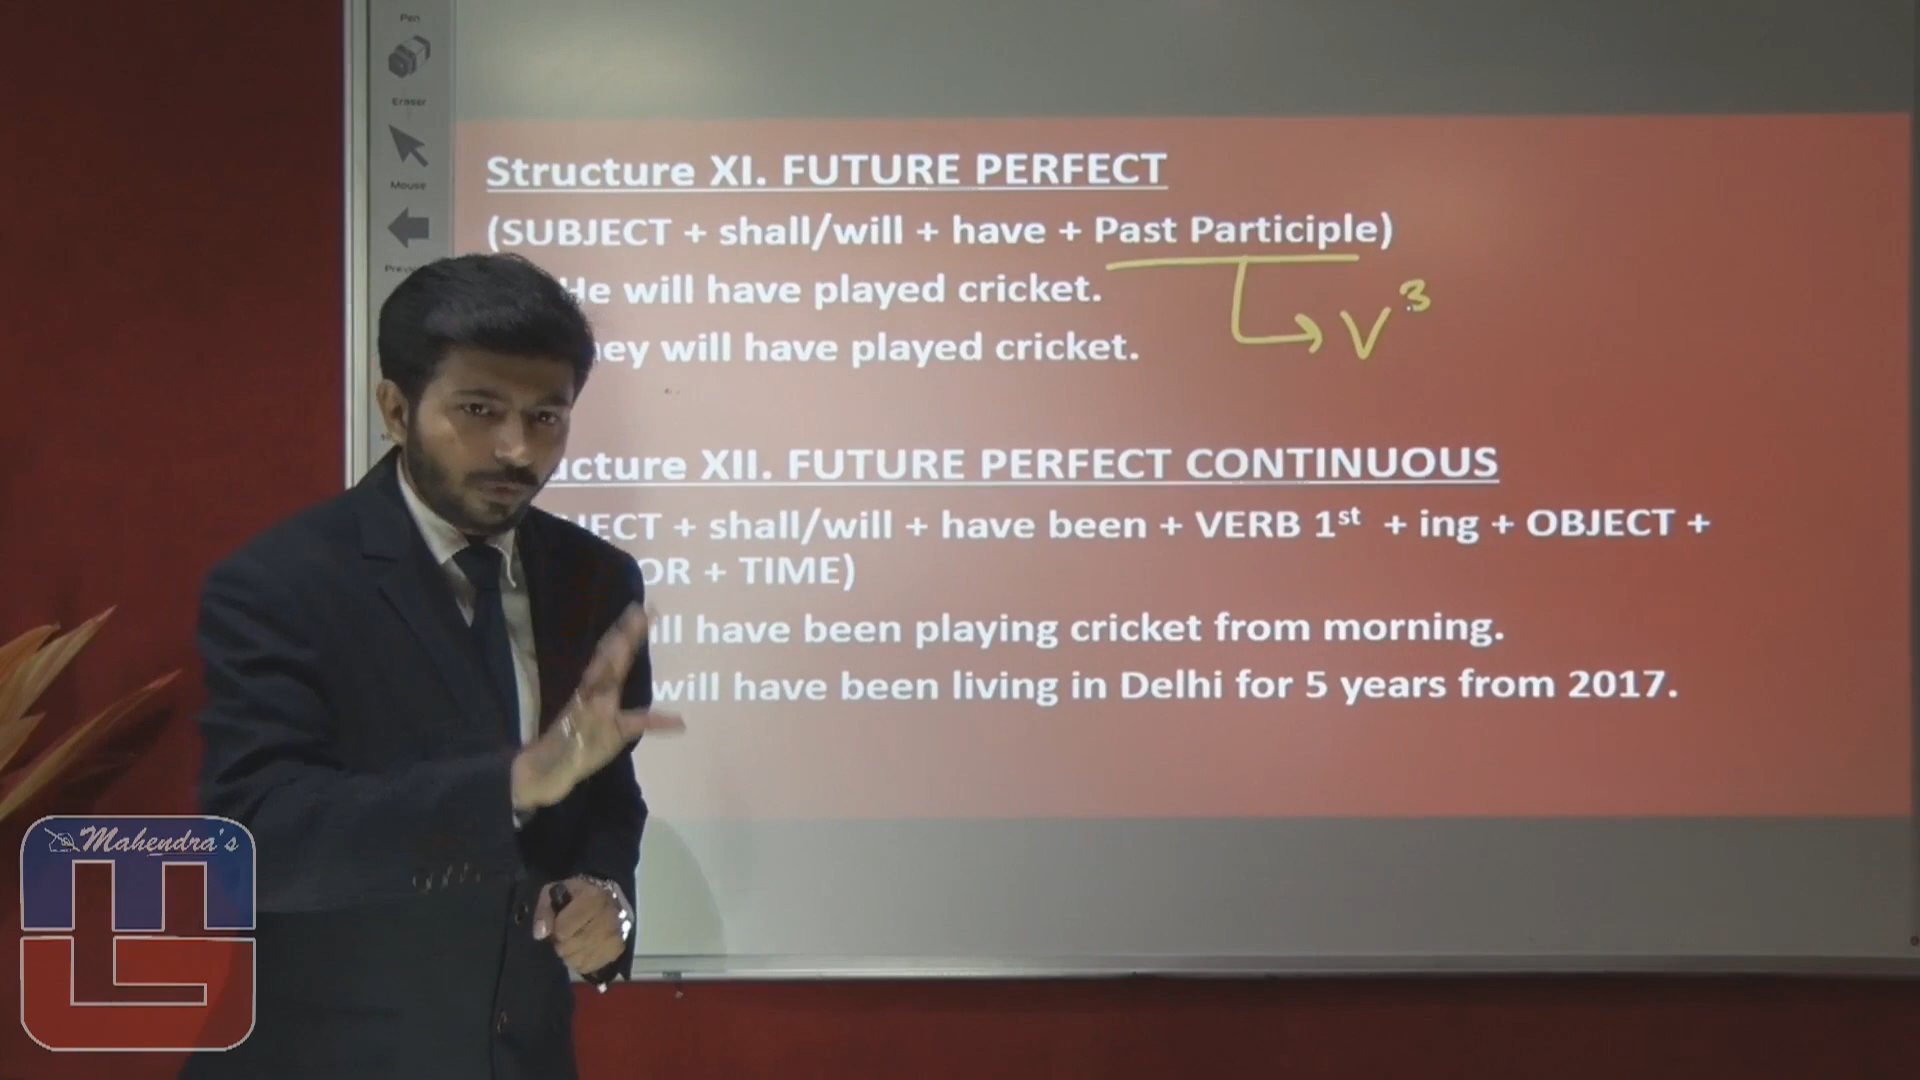 Pen
Eraser
Mouse
Structure XI. FUTURE PERFECT
(SUBJECT + shall/will + have + Past Participle)
He will have played cricket.
V³
ey will have played cricket.
ucture XII. FUTURE PERFECT CONTINUOUS
JECT + shall/will + have been + VERB 1st + ing + OBJECT +
OR + TIME)
ill have been playing cricket from morning.
will have been living in Delhi for 5 years from 2017.
Mahendra's